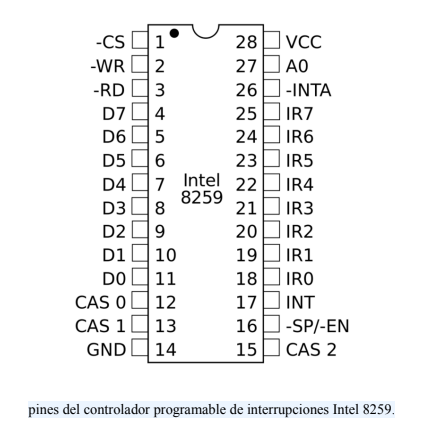 -CS 1 28 VCC
-WR 2 27 A0
-RD 3 26 -INTA
D7 4 25 IR7
D6 5 24 IR6
D5 6 23 IR5
D4 7 Intel 22 IR4
8259
D3 8 21 IR3
D2 9 20 IR2
D1 10 19 IR1
D0 11 18 IR0
CAS 0 12 17 INT
CAS 1 13 16 -SP/-EN
GND 14 15 CAS 2
pines del controlador programable de interrupciones Intel 8259.